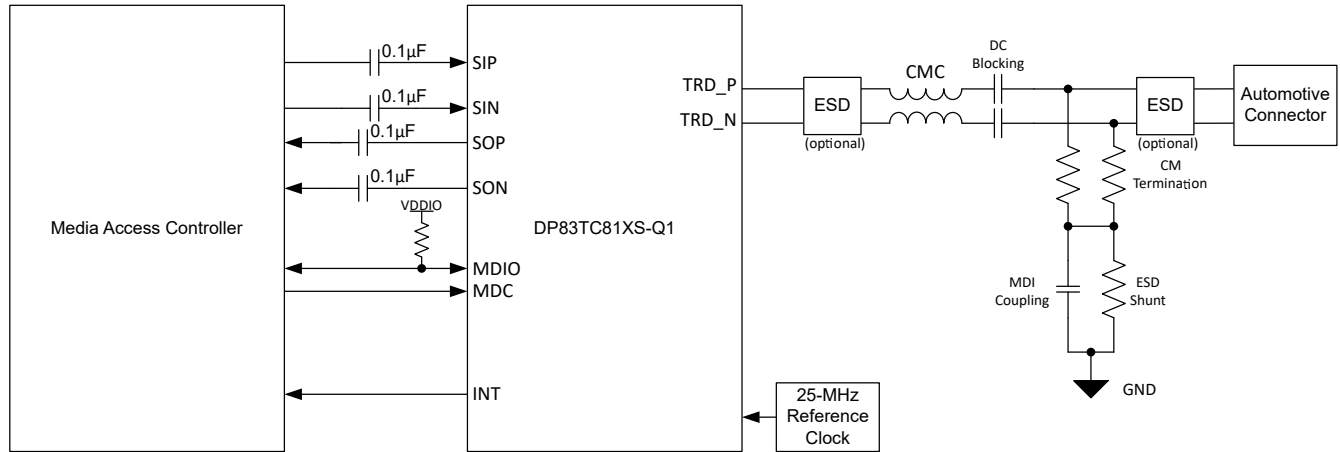 Media Access Controller
0.1µF
0.1µF
0.1µF
0.1µF
VDDIO
SIP
SIN
SOP
SON
MDIO
MDC
INT
DP83TC81XS-Q1
TRD_P
TRD_N
25-MHz
Reference
Clock
ESD
(optional)
CMC
DC
Blocking
ESD
(optional)
Automotive
Connector
CM
Termination
MDI
Coupling
ESD
Shunt
GND